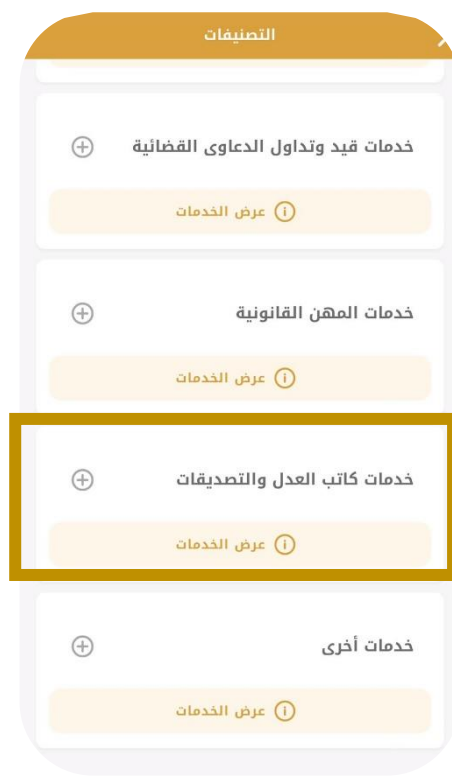 التصنيفات
خدمات قيد وتداول الدعاوى القضائية
عرض الخدمات
خدمات المهن القانونية
عرض الخدمات
خدمات كاتب العدل والتصديقات
عرض الخدمات
خدمات أخرى
عرض الخدمات